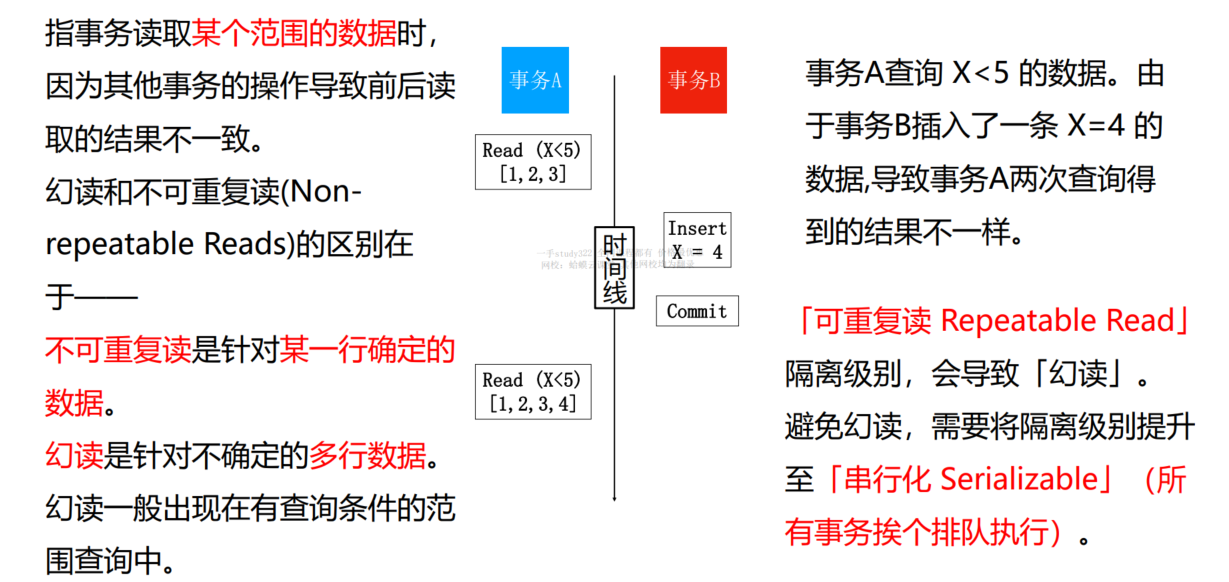 指事务读取某个范围的数据时，
因为其他事务的操作导致前后读
取的结果不一致。
幻读和不可重复读(Non-
repeatable Reads)的区别在
于——
不可重复读是针对某一行确定的
数据。
幻读是针对不确定的多行数据。
幻读一般出现在有查询条件的范
围查询中。
事务A
事务B
Read (X<5)
[1,2,3]
Insert
X = 4
时间线
Commit
Read (X<5)
[1,2,3,4]
事务A查询 X<5 的数据。由
于事务B插入了一条 X=4 的
数据,导致事务A两次查询得
到的结果不一样。
「可重复读 Repeatable Read」
隔离级别，会导致「幻读」。
避免幻读，需要将隔离级别提升
至「串行化 Serializable」（所
有事务挨个排队执行）。